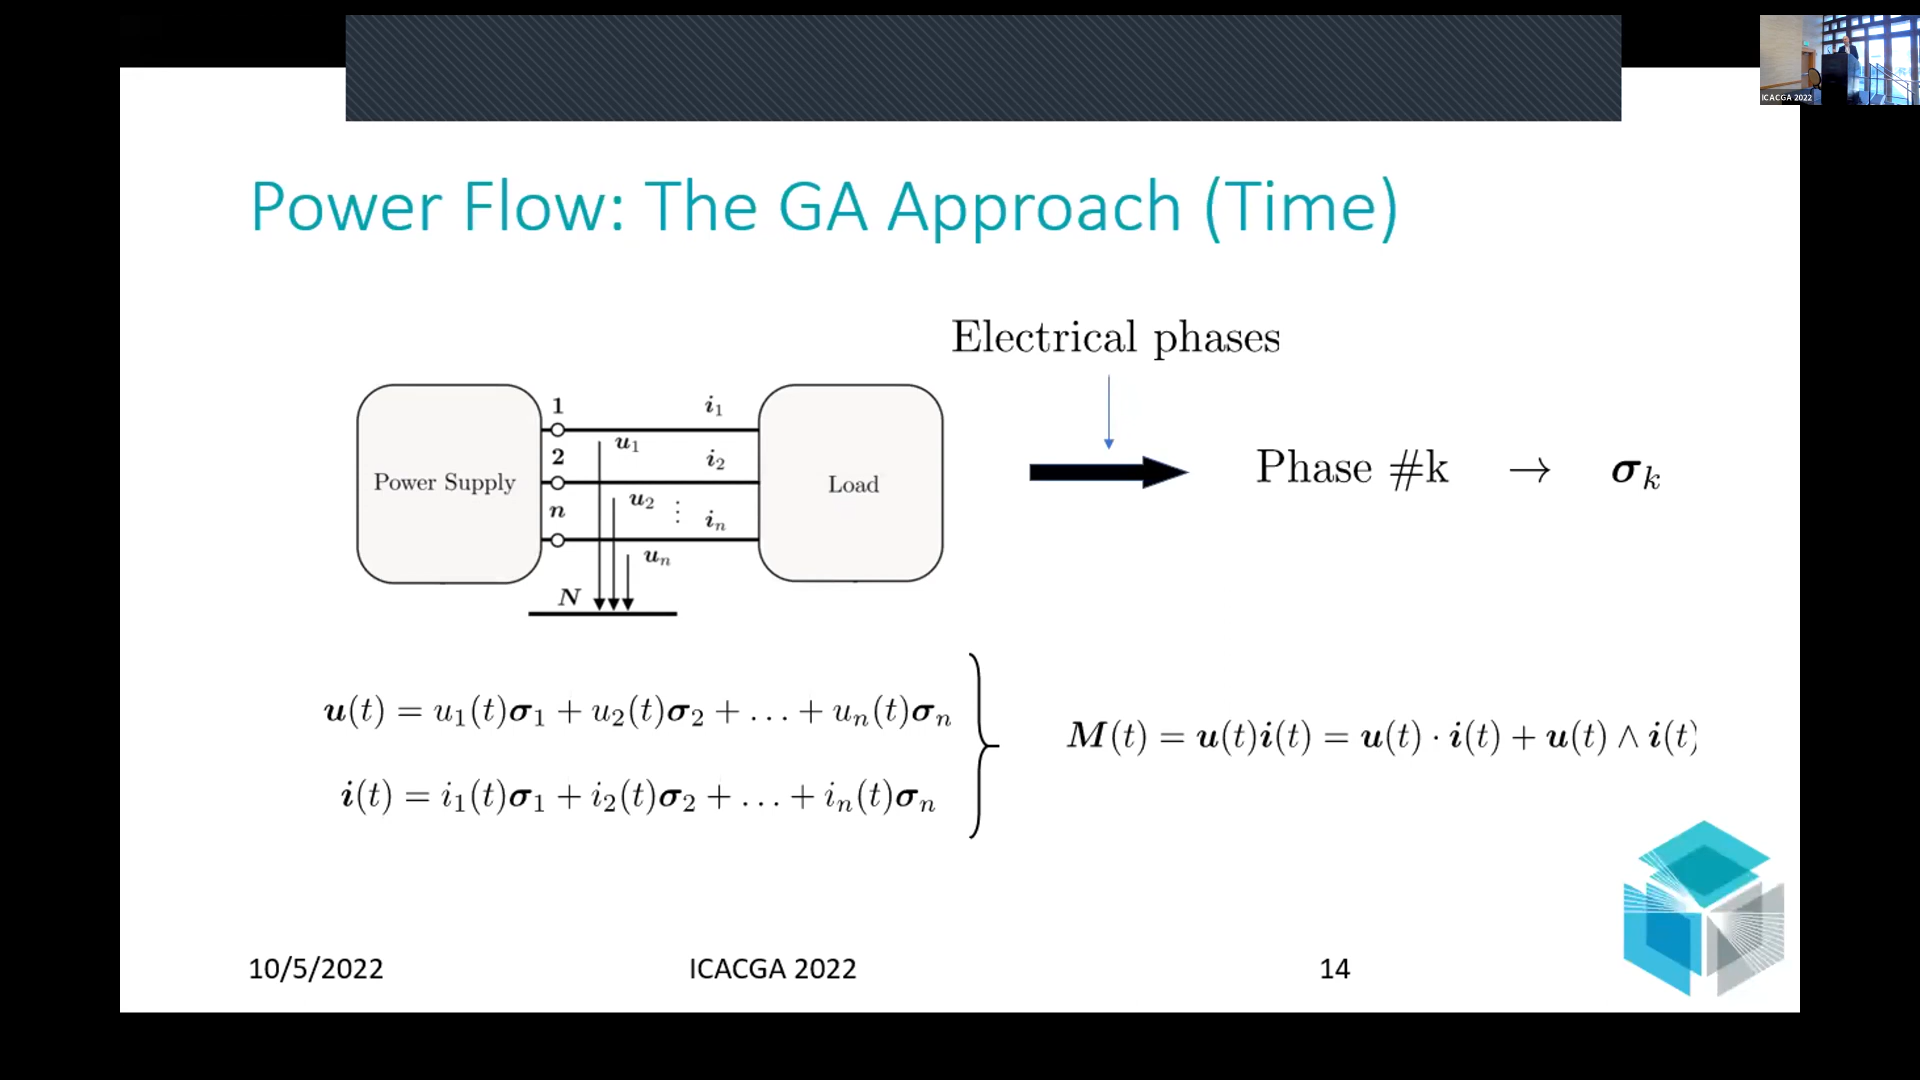 ICACGA 2022
Power Flow: The GA Approach (Time)
Electrical phases
Power Supply
1
2
n
N
i₁
i₂
iₙ
u₁
u₂
⋮
uₙ
Load
Phase #k → σₖ
u(t) = u₁(t)σ₁ + u₂(t)σ₂ + … + uₙ(t)σₙ
i(t) = i₁(t)σ₁ + i₂(t)σ₂ + … + iₙ(t)σₙ
M(t) = u(t)i(t) = u(t) · i(t) + u(t) ∧ i(t)
10/5/2022
ICACGA 2022
14